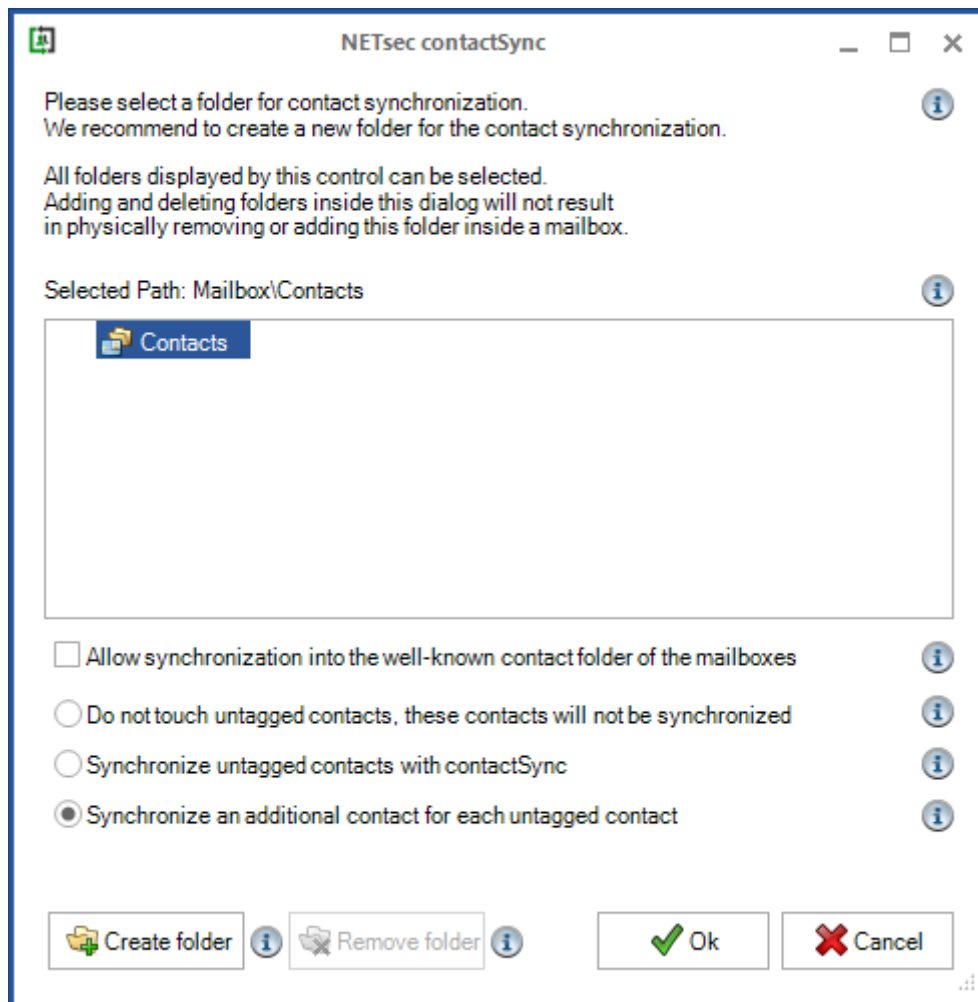 NETsec contactSync
Please select a folder for contact synchronization.
We recommend to create a new folder for the contact synchronization.
All folders displayed by this control can be selected.
Adding and deleting folders inside this dialog will not result
in physically removing or adding this folder inside a mailbox.
Selected Path: Mailbox\Contacts
Contacts
Allow synchronization into the well-known contact folder of the mailboxes
Do not touch untagged contacts, these contacts will not be synchronized
Synchronize untagged contacts with contactSync
Synchronize an additional contact for each untagged contact
Create folder Remove folder Ok Cancel